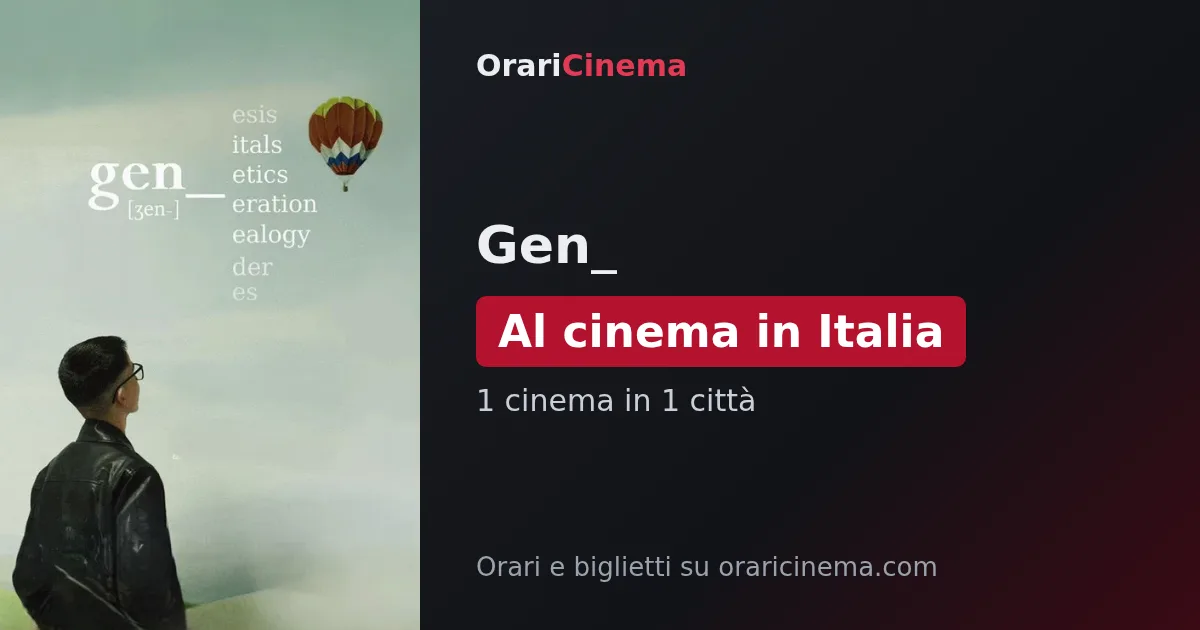 esis
itals
gen_ etics
[ʒen-] eration
ealogy
der
es
OrariCinema
Gen_
Al cinema in Italia
1 cinema in 1 città
Orari e biglietti su oraricinema.com